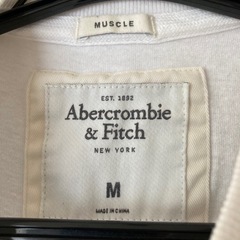 MUSCLE
EST. 1892
Abercrombie
& Fitch
NEW YORK
M
MADE IN CHINA